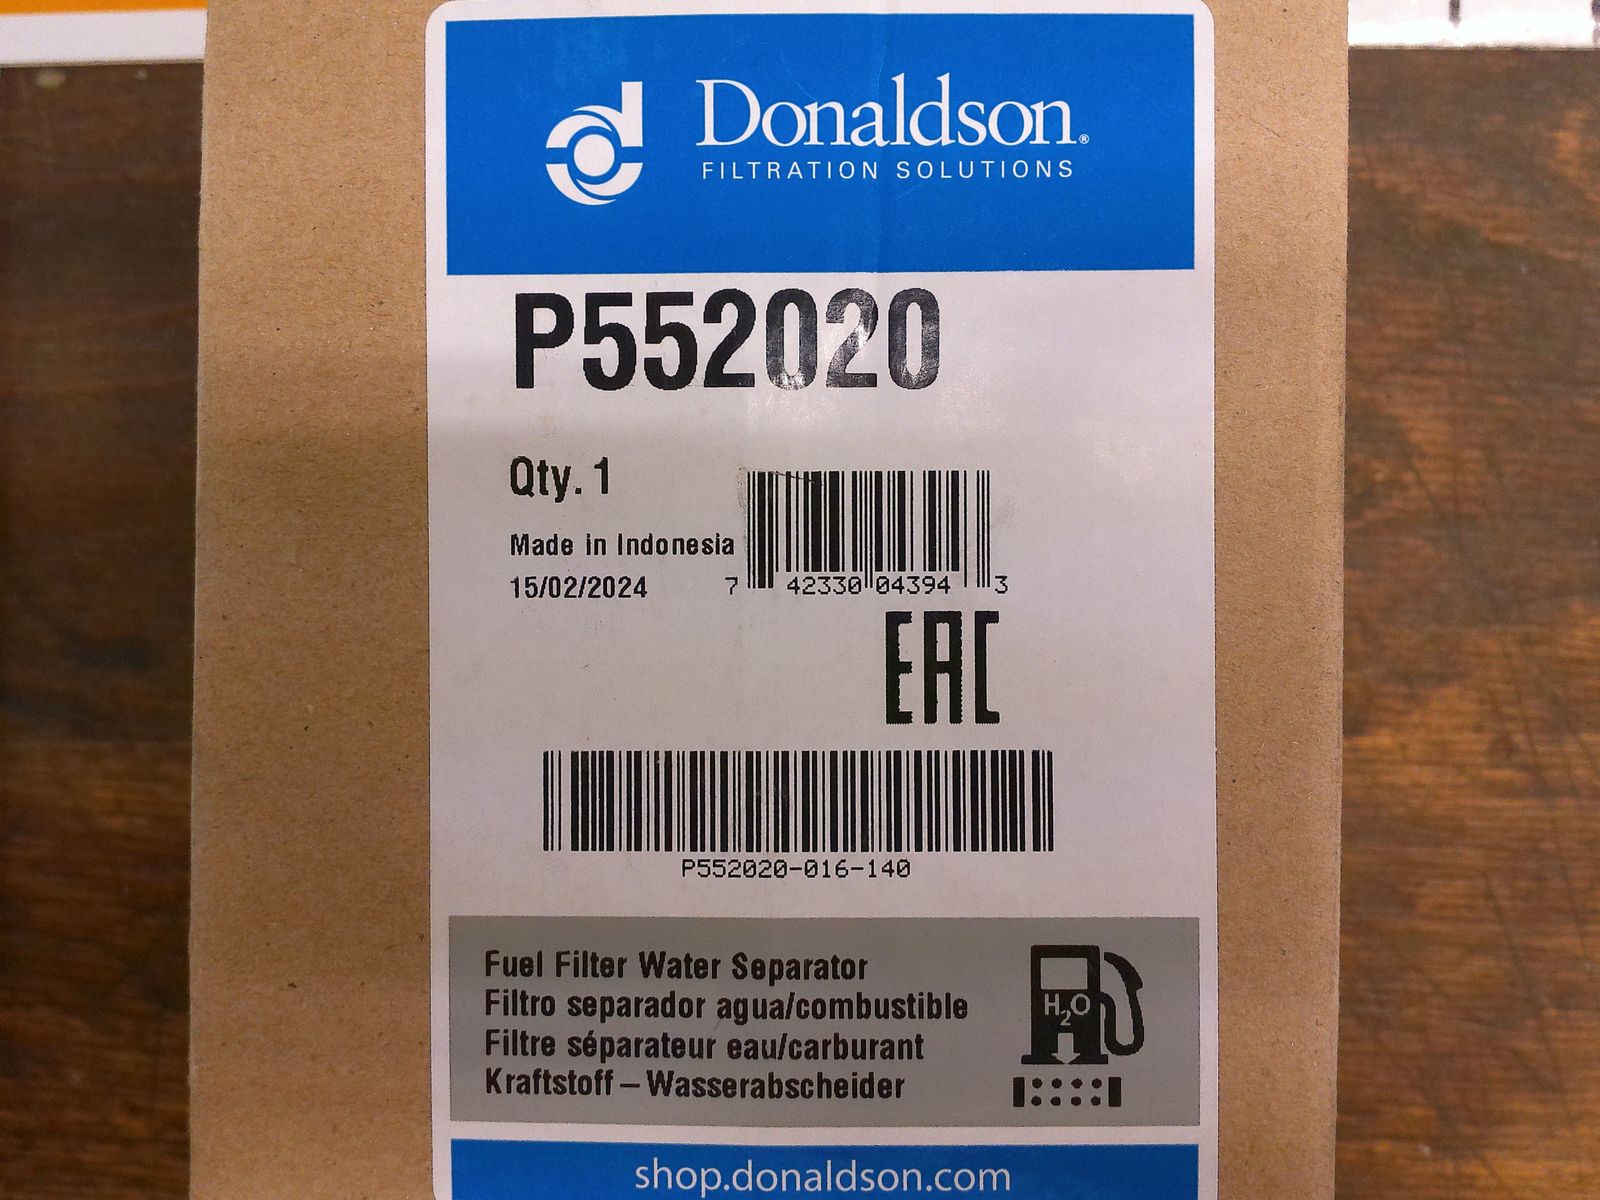 Donaldson®
FILTRATION SOLUTIONS
P552020
Qty. 1
Made in Indonesia
15/02/2024
7 42330 04394 3
EAC
P552020-016-140
Fuel Filter Water Separator
Filtro separador agua/combustible
Filtre séparateur eau/carburant
Kraftstoff – Wasserabscheider
H₂O
shop.donaldson.com